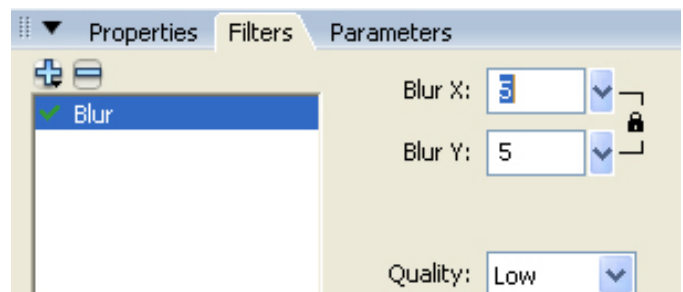 Properties Filters Parameters
Blur
Blur X: 5
Blur Y: 5
Quality: Low